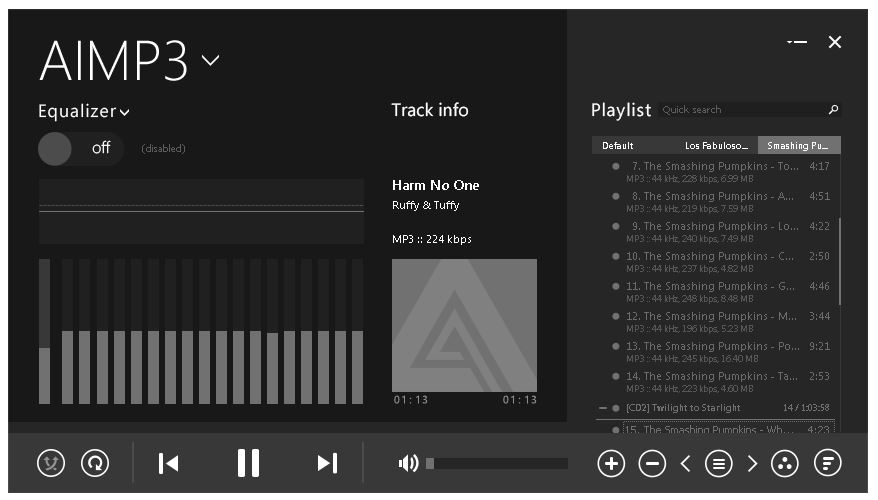 AIMP3
Equalizer
off
(disabled)
Track info
Harm No One
Ruffy & Tuffy
MP3 :: 224 kbps
01:13
01:13
Playlist
Quick search
Default
Los Fabuloso...
Smashing Pu...
7. The Smashing Pumpkins - To... 4:17
MP3 :: 44 kHz, 228 kbps, 6.99 MB
8. The Smashing Pumpkins - A... 4:51
MP3 :: 44 kHz, 219 kbps, 7.59 MB
9. The Smashing Pumpkins - Lo... 4:22
MP3 :: 44 kHz, 240 kbps, 7.49 MB
10. The Smashing Pumpkins - C... 2:50
MP3 :: 44 kHz, 237 kbps, 4.82 MB
11. The Smashing Pumpkins - G... 4:46
MP3 :: 44 kHz, 248 kbps, 8.48 MB
12. The Smashing Pumpkins - M... 3:44
MP3 :: 44 kHz, 196 kbps, 5.23 MB
13. The Smashing Pumpkins - Po... 9:21
MP3 :: 44 kHz, 245 kbps, 16.40 MB
14. The Smashing Pumpkins - Ta... 2:53
MP3 :: 44 kHz, 223 kbps, 4.60 MB
[CD2] Twilight to Starlight 14 / 1:03:58
15. The Smashing Pumpkins - Wh... 4:23